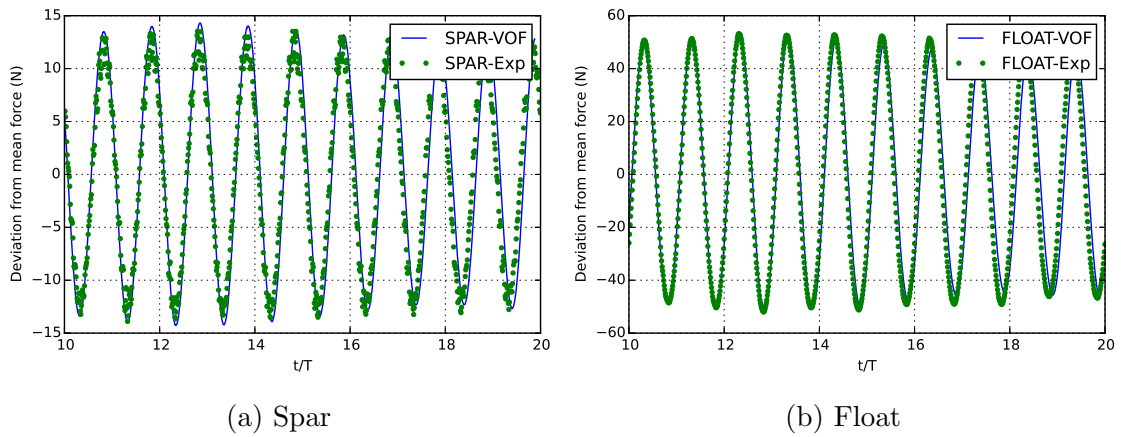 15
10
5
0
−5
−10
−15
Deviation from mean force (N)
SPAR-VOF
SPAR-Exp
10
12
14
16
18
20
t/T
(a) Spar
60
40
20
0
−20
−40
−60
Deviation from mean force (N)
FLOAT-VOF
FLOAT-Exp
10
12
14
16
18
20
t/T
(b) Float